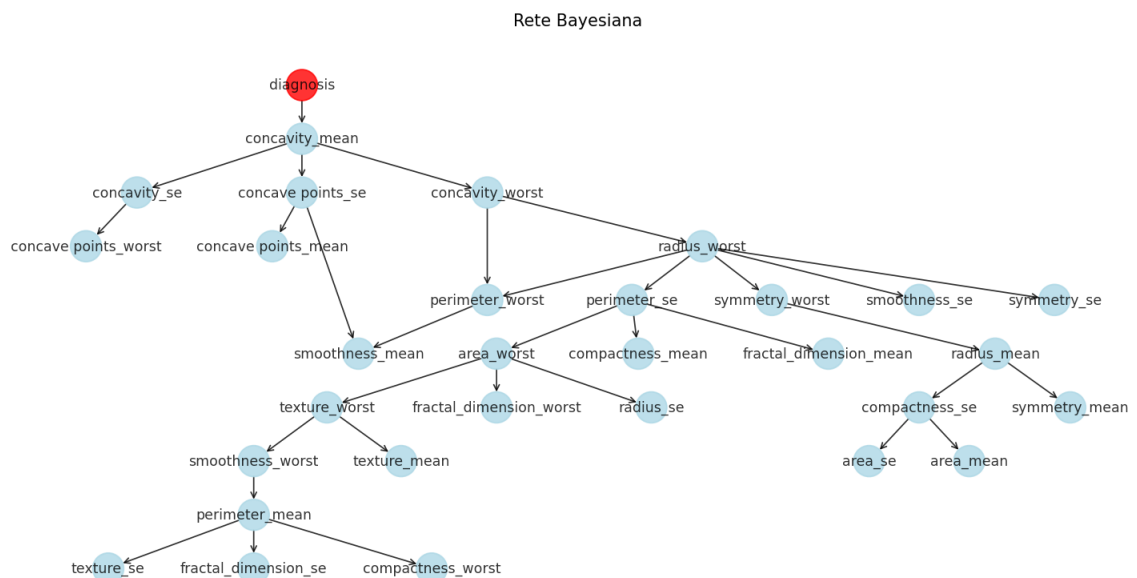 Rete Bayesiana
diagnosis
concavity_mean
concavity_se
concave points_se
concavity_worst
concave points_worst
concave points_mean
radius_worst
perimeter_worst
perimeter_se
symmetry_worst
smoothness_se
symmetry_se
smoothness_mean
area_worst
compactness_mean
fractal_dimension_mean
radius_mean
texture_worst
fractal_dimension_worst
radius_se
compactness_se
symmetry_mean
smoothness_worst
texture_mean
area_se
area_mean
perimeter_mean
texture_se
fractal_dimension_se
compactness_worst